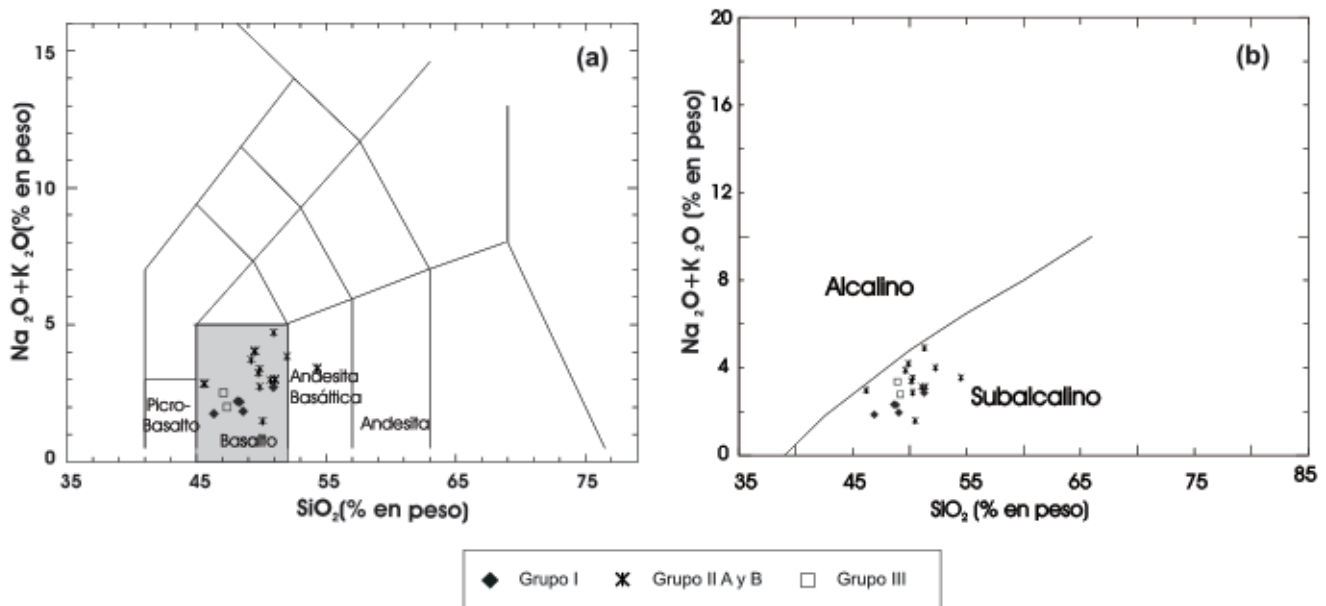 (a)
Na₂O+K₂O(% en peso)
15
10
5
0
Picro-
Basalto
Basalto
Andesita
Basáltica
Andesita
35
45
55
65
75
SiO₂(% en peso)
(b)
Na₂O+K₂O (% en peso)
20
16
12
8
4
0
Alcalino
Subalcalino
35
45
55
65
75
85
SIO₂ (% en peso)
Grupo I
Grupo II A y B
Grupo III